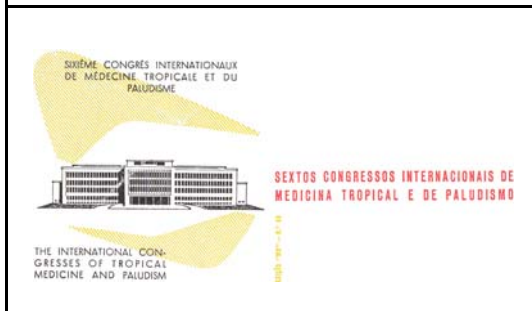 SIXIÈME CONGRÉS INTERNATIONAUX
DE MÉDECINE TROPICALE ET DU
PALUDISME
SEXTOS CONGRESSOS INTERNACIONAIS DE
MEDICINA TROPICAL E DE PALUDISMO
THE INTERNATIONAL CON-
GRESSES OF TROPICAL
MEDICINE AND PALUDISM